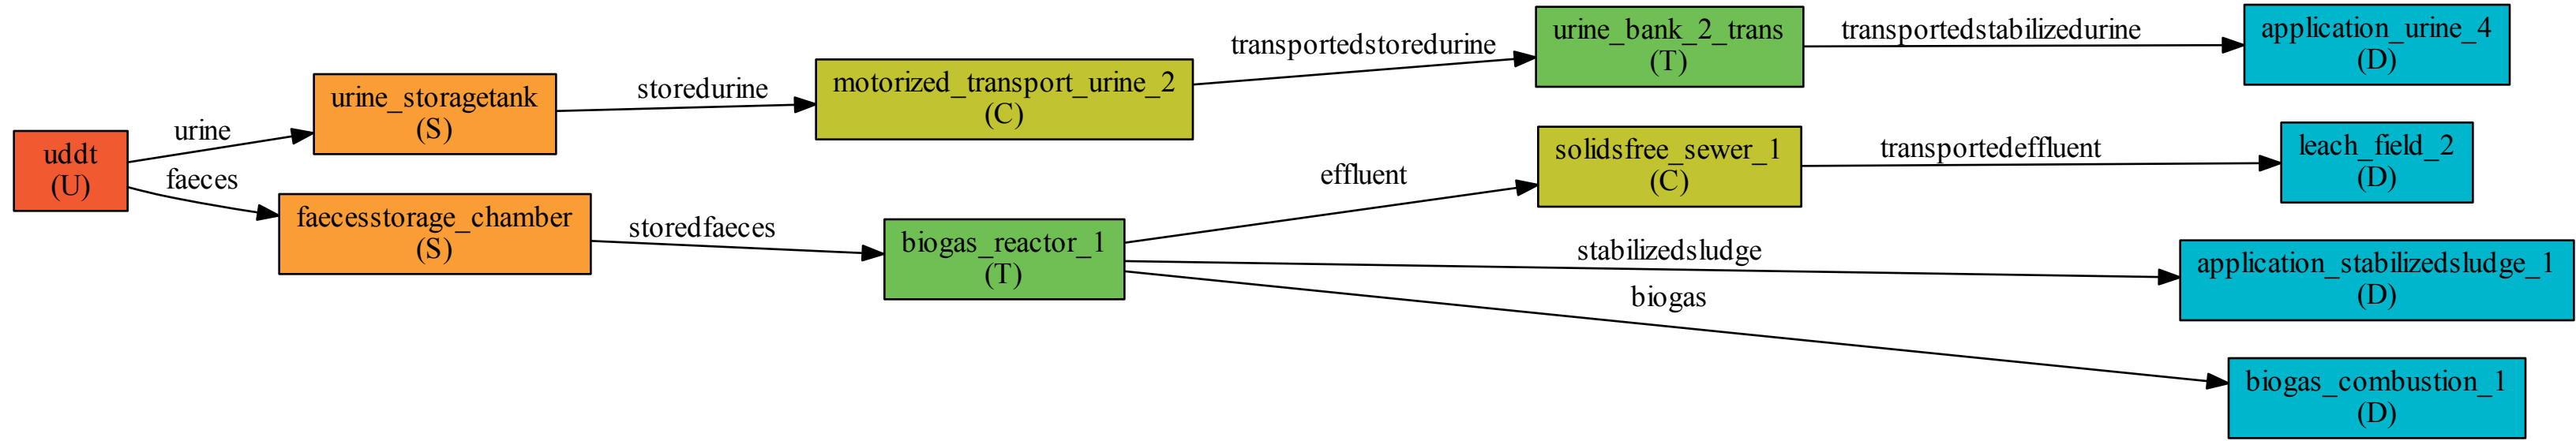 uddt
(U)
urine
faeces
urine_storagetank
(S)
faecesstorage_chamber
(S)
storedurine
storedfaeces
motorized_transport_urine_2
(C)
biogas_reactor_1
(T)
transportedstoredurine
effluent
stabilizedsludge
biogas
urine_bank_2_trans
(T)
solidsfree_sewer_1
(C)
transportedstabilizedurine
transportedeffluent
application_urine_4
(D)
leach_field_2
(D)
application_stabilizedsludge_1
(D)
biogas_combustion_1
(D)